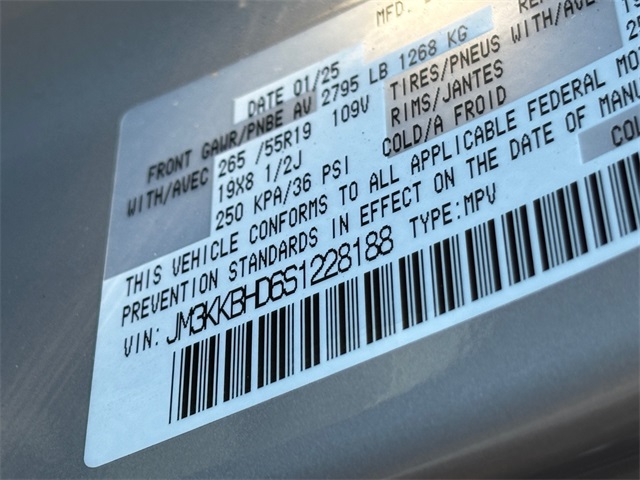 MFD.
DATE 01/25
FRONT GAWR/PNBE AV 2795 LB 1268 KG
WITH/AVEC 265 /55R19 109V TIRES/PNEUS WITH/AVEC
19X8 1/2J RIMS/JANTES
250 KPA/36 PSI COLD/A FROID
THIS VEHICLE CONFORMS TO ALL APPLICABLE FEDERAL
PREVENTION STANDARDS IN EFFECT ON THE DATE OF
VIN: JM3KKBHD6S1228188 TYPE:MPV